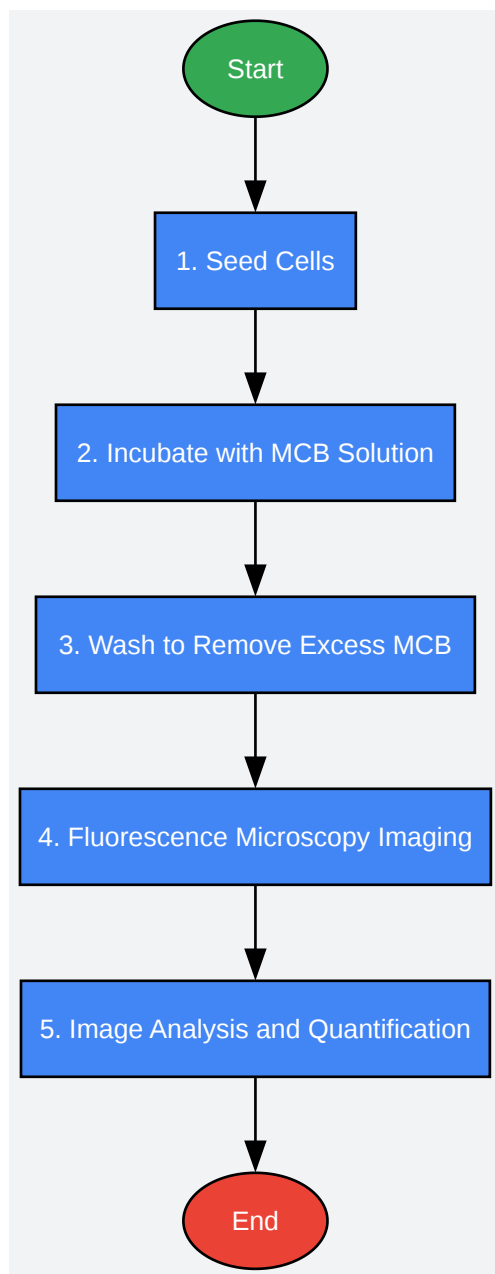 Start
1. Seed Cells
2. Incubate with MCB Solution
3. Wash to Remove Excess MCB
4. Fluorescence Microscopy Imaging
5. Image Analysis and Quantification
End